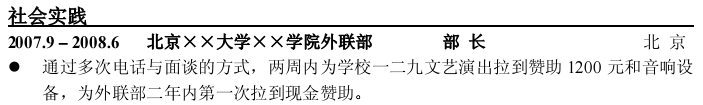 社会实践
2007.9 – 2008.6 北京××大学××学院外联部 部 长 北 京
● 通过多次电话与面谈的方式，两周内为学校一二九文艺演出拉到赞助 1200 元和音响设
备，为外联部二年内第一次拉到现金赞助。